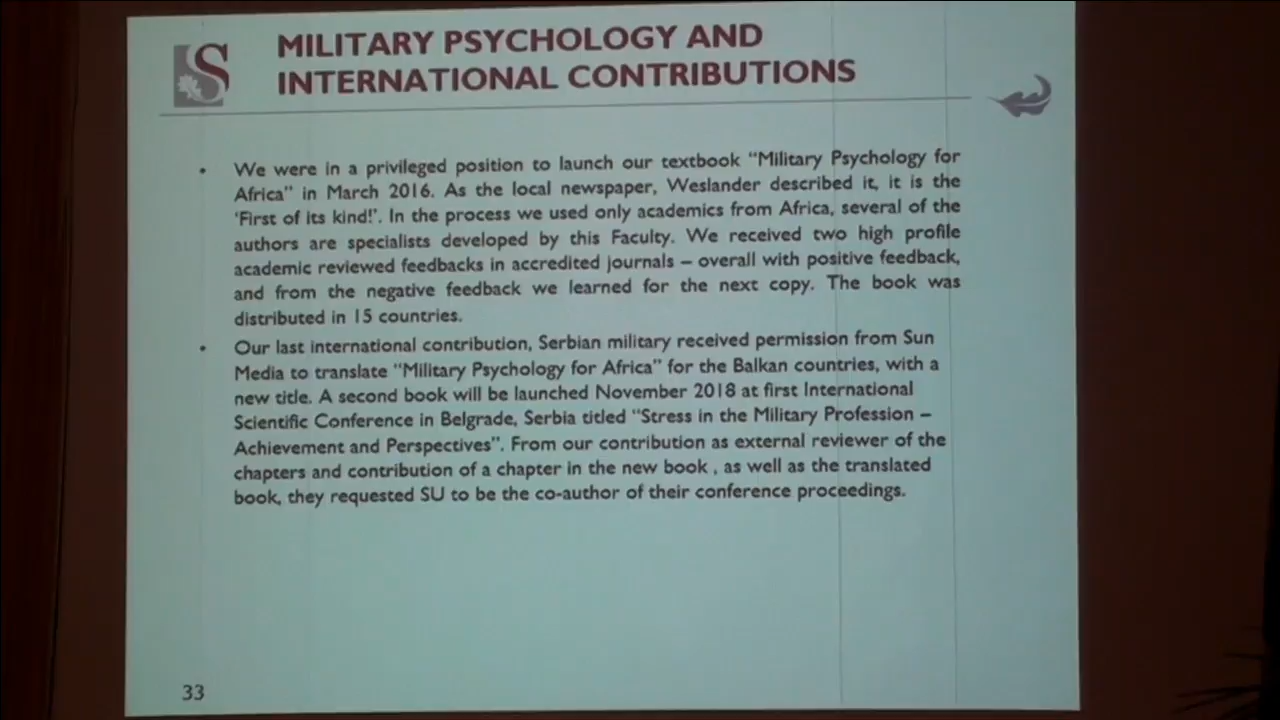 MILITARY PSYCHOLOGY AND
INTERNATIONAL CONTRIBUTIONS
• We were in a privileged position to launch our textbook “Military Psychology for
Africa” in March 2016. As the local newspaper, Weslander described it, it is the
‘First of its kind!’. In the process we used only academics from Africa, several of the
authors are specialists developed by this Faculty. We received two high profile
academic reviewed feedbacks in accredited journals – overall with positive feedback,
and from the negative feedback we learned for the next copy. The book was
distributed in 15 countries.
• Our last international contribution, Serbian military received permission from Sun
Media to translate “Military Psychology for Africa” for the Balkan countries, with a
new title. A second book will be launched November 2018 at first International
Scientific Conference in Belgrade, Serbia titled “Stress in the Military Profession –
Achievement and Perspectives”. From our contribution as external reviewer of the
chapters and contribution of a chapter in the new book , as well as the translated
book, they requested SU to be the co-author of their conference proceedings.
33